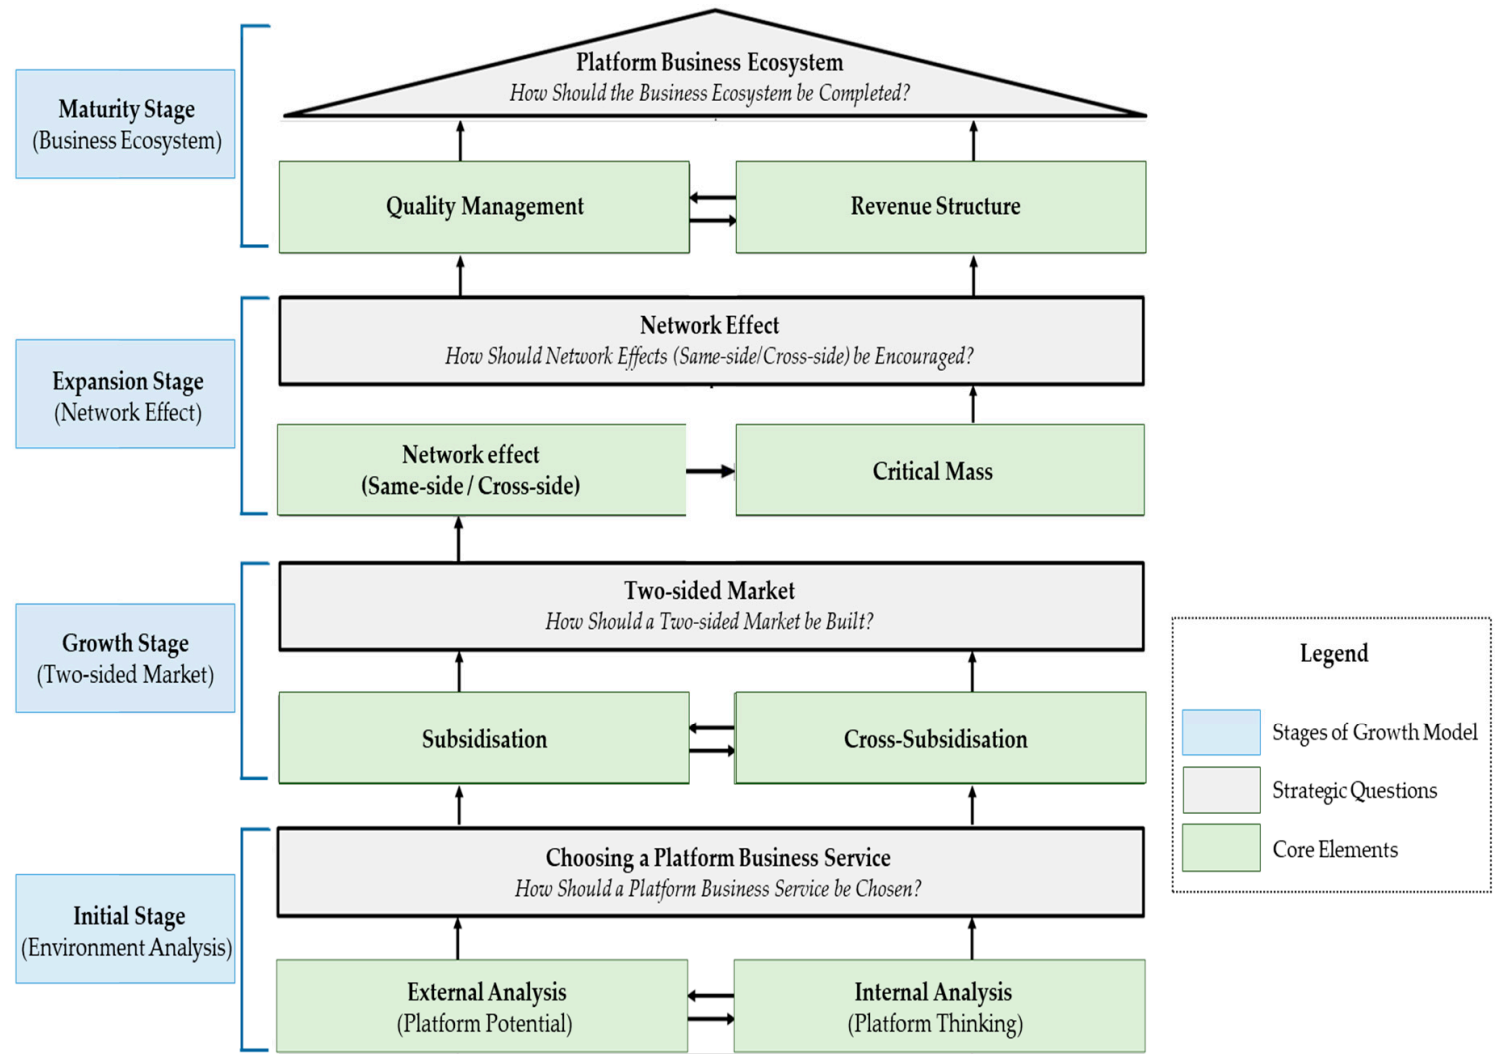 Platform Business Ecosystem
How Should the Business Ecosystem be Completed?
Maturity Stage
(Business Ecosystem)
Quality Management
Revenue Structure
Network Effect
How Should Network Effects (Same-side/Cross-side) be Encouraged?
Expansion Stage
(Network Effect)
Network effect
(Same-side / Cross-side)
Critical Mass
Two-sided Market
How Should a Two-sided Market be Built?
Growth Stage
(Two-sided Market)
Subsidisation
Cross-Subsidisation
Choosing a Platform Business Service
How Should a Platform Business Service be Chosen?
Initial Stage
(Environment Analysis)
External Analysis
(Platform Potential)
Internal Analysis
(Platform Thinking)
Legend
Stages of Growth Model
Strategic Questions
Core Elements